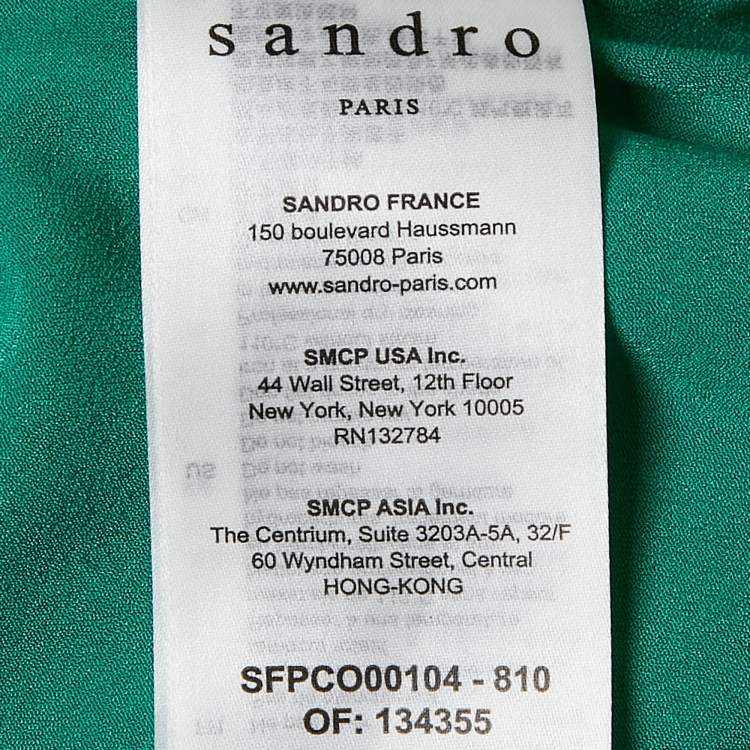 sandro
PARIS
SANDRO FRANCE
150 boulevard Haussmann
75008 Paris
www.sandro-paris.com
SMCP USA Inc.
44 Wall Street, 12th Floor
New York, New York 10005
RN132784
SMCP ASIA Inc.
The Centrium, Suite 3203A-5A, 32/F
60 Wyndham Street, Central
HONG-KONG
SFPCO00104 - 810
OF: 134355